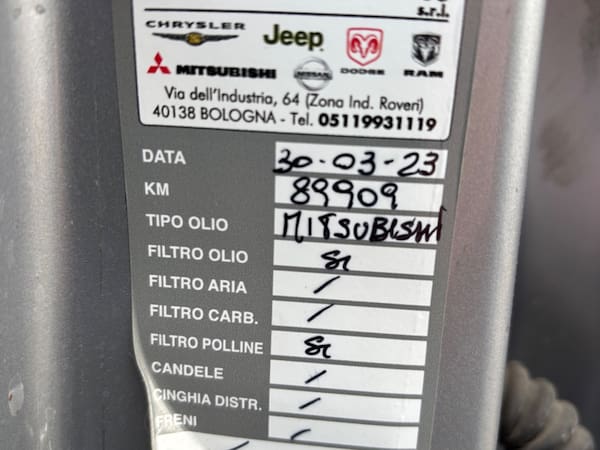 s.r.l.
CHRYSLER Jeep DODGE RAM
MITSUBISHI NISSAN
Via dell'Industria, 64 (Zona Ind. Roveri)
40138 BOLOGNA - Tel. 05119931119
DATA 30-03-23
KM 89909
TIPO OLIO MITSUBISHI
FILTRO OLIO Si
FILTRO ARIA /
FILTRO CARB. /
FILTRO POLLINE Si
CANDELE /
CINGHIA DISTR. /
FRENI /
/